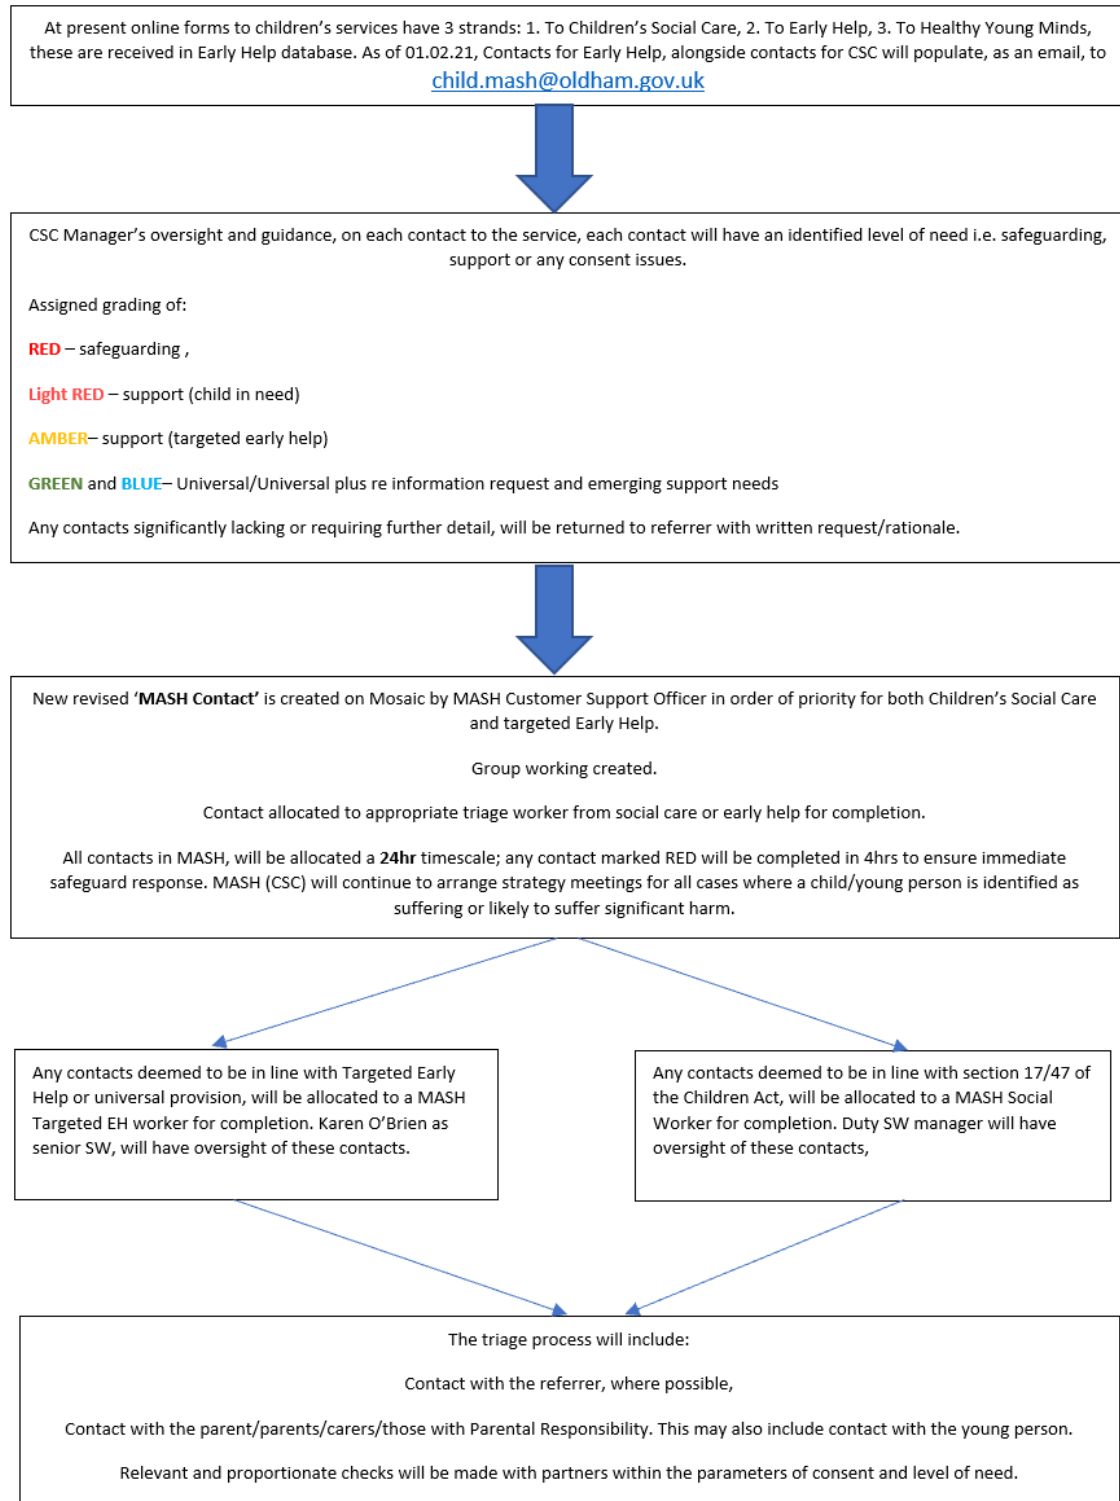 At present online forms to children’s services have 3 strands: 1. To Children’s Social Care, 2. To Early Help, 3. To Healthy Young Minds,
these are received in Early Help database. As of 01.02.21, Contacts for Early Help, alongside contacts for CSC will populate, as an email, to
child.mash@oldham.gov.uk
CSC Manager’s oversight and guidance, on each contact to the service, each contact will have an identified level of need i.e. safeguarding,
support or any consent issues.
Assigned grading of:
RED – safeguarding ,
Light RED – support (child in need)
AMBER– support (targeted early help)
GREEN and BLUE– Universal/Universal plus re information request and emerging support needs
Any contacts significantly lacking or requiring further detail, will be returned to referrer with written request/rationale.
New revised ‘MASH Contact’ is created on Mosaic by MASH Customer Support Officer in order of priority for both Children’s Social Care
and targeted Early Help.
Group working created.
Contact allocated to appropriate triage worker from social care or early help for completion.
All contacts in MASH, will be allocated a 24hr timescale; any contact marked RED will be completed in 4hrs to ensure immediate
safeguard response. MASH (CSC) will continue to arrange strategy meetings for all cases where a child/young person is identified as
suffering or likely to suffer significant harm.
Any contacts deemed to be in line with Targeted Early
Help or universal provision, will be allocated to a MASH
Targeted EH worker for completion. Karen O’Brien as
senior SW, will have oversight of these contacts.
Any contacts deemed to be in line with section 17/47 of
the Children Act, will be allocated to a MASH Social
Worker for completion. Duty SW manager will have
oversight of these contacts,
The triage process will include:
Contact with the referrer, where possible,
Contact with the parent/parents/carers/those with Parental Responsibility. This may also include contact with the young person.
Relevant and proportionate checks will be made with partners within the parameters of consent and level of need.